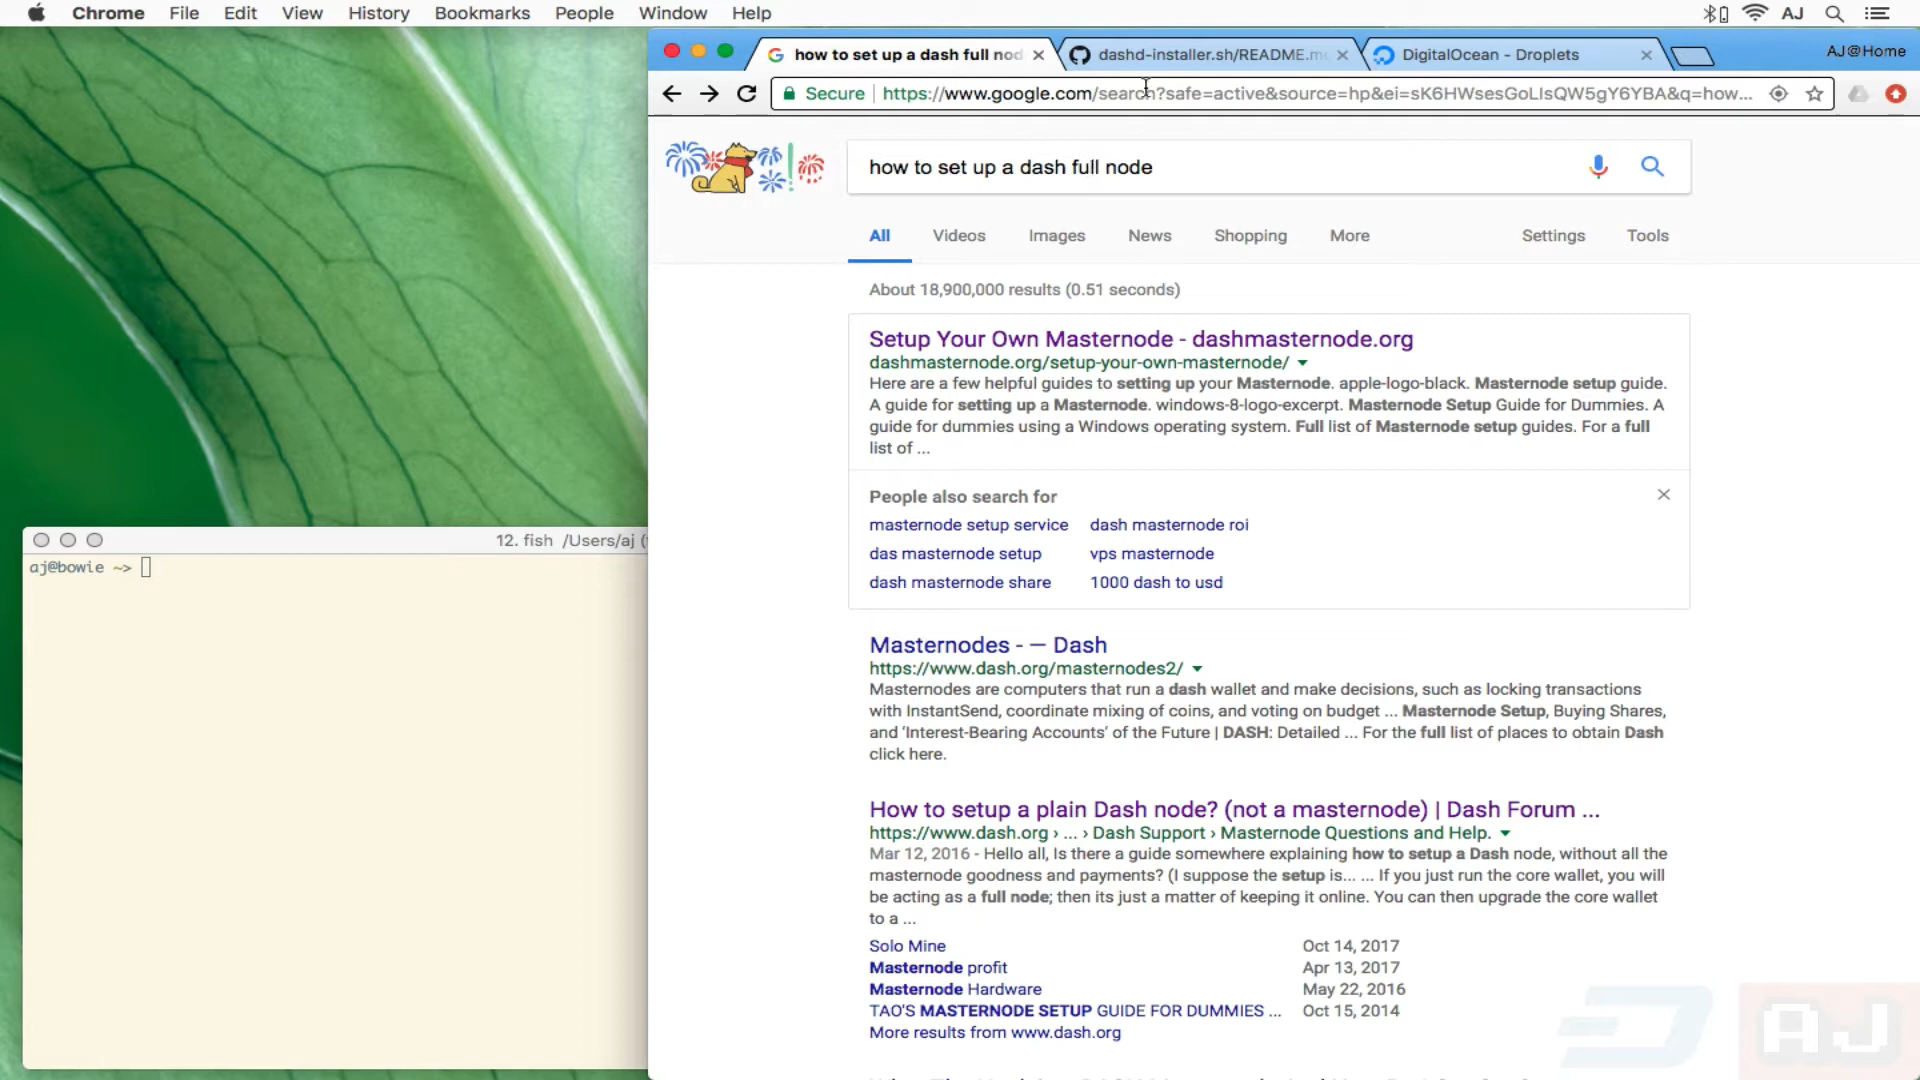 Chrome File Edit View History Bookmarks People Window Help AJ
how to set up a dash full nod dashd-installer.sh/README.m DigitalOcean - Droplets AJ@Home
Secure https://www.google.com/search?safe=active&source=hp&ei=sK6HWsesGoLIsQW5gY6YBA&q=how...
how to set up a dash full node
All Videos Images News Shopping More Settings Tools
About 18,900,000 results (0.51 seconds)
Setup Your Own Masternode - dashmasternode.org
dashmasternode.org/setup-your-own-masternode/
Here are a few helpful guides to setting up your Masternode. apple-logo-black. Masternode setup guide.
A guide for setting up a Masternode. windows-8-logo-excerpt. Masternode Setup Guide for Dummies. A
guide for dummies using a Windows operating system. Full list of Masternode setup guides. For a full
list of ...
People also search for
masternode setup service dash masternode roi
das masternode setup vps masternode
dash masternode share 1000 dash to usd
12. fish /Users/aj (
aj@bowie ~>
Masternodes - — Dash
https://www.dash.org/masternodes2/
Masternodes are computers that run a dash wallet and make decisions, such as locking transactions
with InstantSend, coordinate mixing of coins, and voting on budget ... Masternode Setup, Buying Shares,
and 'Interest-Bearing Accounts' of the Future | DASH: Detailed ... For the full list of places to obtain Dash
click here.
How to setup a plain Dash node? (not a masternode) | Dash Forum ...
https://www.dash.org › ... › Dash Support › Masternode Questions and Help.
Mar 12, 2016 - Hello all, Is there a guide somewhere explaining how to setup a Dash node, without all the
masternode goodness and payments? (I suppose the setup is... ... If you just run the core wallet, you will
be acting as a full node; then its just a matter of keeping it online. You can then upgrade the core wallet
to a ...
Solo Mine Oct 14, 2017
Masternode profit Apr 13, 2017
Masternode Hardware May 22, 2016
TAO'S MASTERNODE SETUP GUIDE FOR DUMMIES ... Oct 15, 2014
More results from www.dash.org
AJ